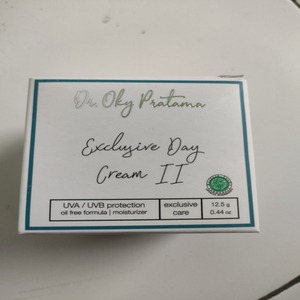 Dr. Oky Pratama
Exclusive Day
Cream II
UVA / UVB protection
oil free formula | moisturizer
exclusive
care
12.5 g
0.44 oz